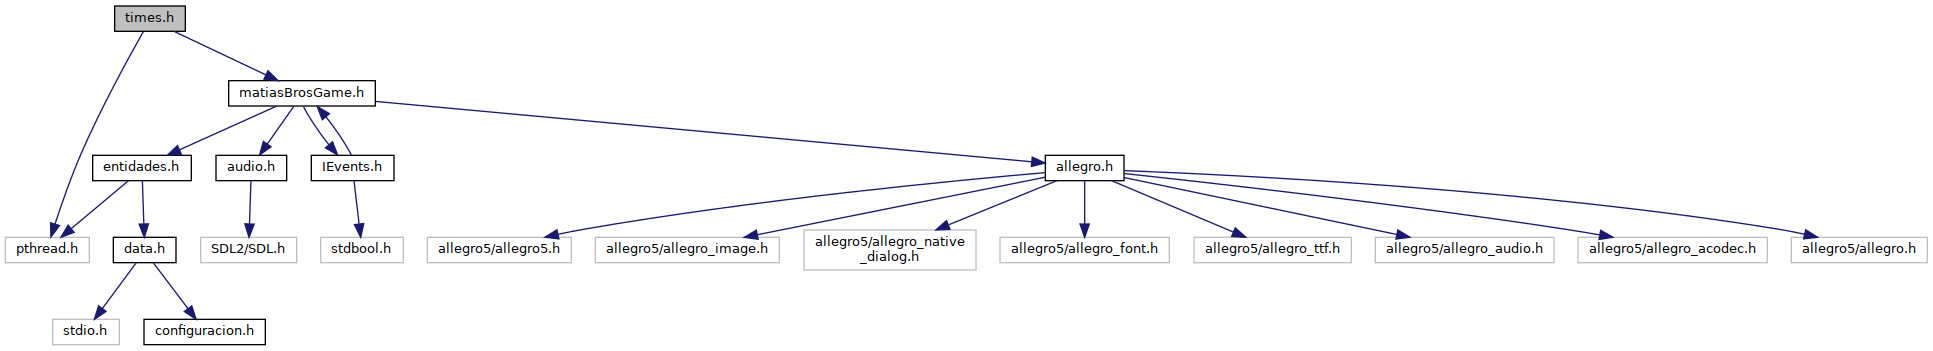 times.h
matiasBrosGame.h
entidades.h
audio.h
IEvents.h
allegro.h
pthread.h
data.h
SDL2/SDL.h
stdbool.h
allegro5/allegro5.h
allegro5/allegro_image.h
allegro5/allegro_native
_dialog.h
allegro5/allegro_font.h
allegro5/allegro_ttf.h
allegro5/allegro_audio.h
allegro5/allegro_acodec.h
allegro5/allegro.h
stdio.h
configuracion.h